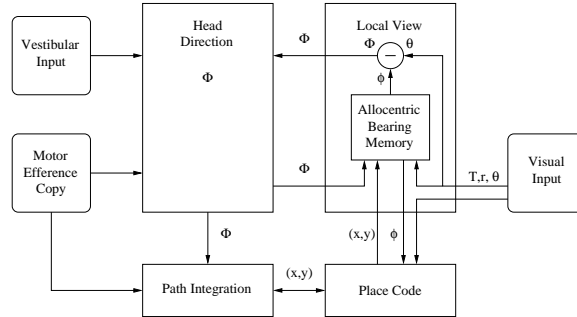 Vestibular
Input
Head
Direction
Φ
Local View
Φ
Φ
θ
−
ϕ
Allocentric
Bearing
Memory
Motor
Efference
Copy
Φ
T,r, θ
Visual
Input
Φ
(x,y)
ϕ
(x,y)
Path Integration
Place Code